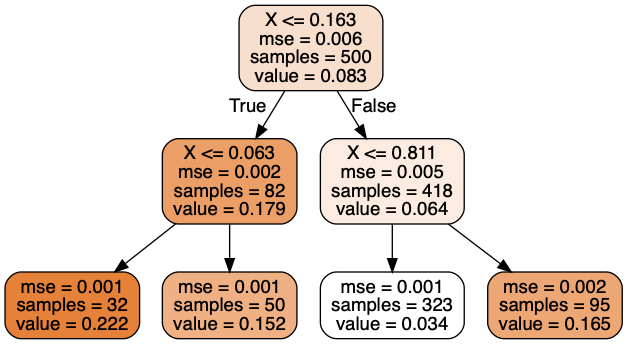 X <= 0.163
mse = 0.006
samples = 500
value = 0.083
True
False
X <= 0.063
mse = 0.002
samples = 82
value = 0.179
X <= 0.811
mse = 0.005
samples = 418
value = 0.064
mse = 0.001
samples = 32
value = 0.222
mse = 0.001
samples = 50
value = 0.152
mse = 0.001
samples = 323
value = 0.034
mse = 0.002
samples = 95
value = 0.165